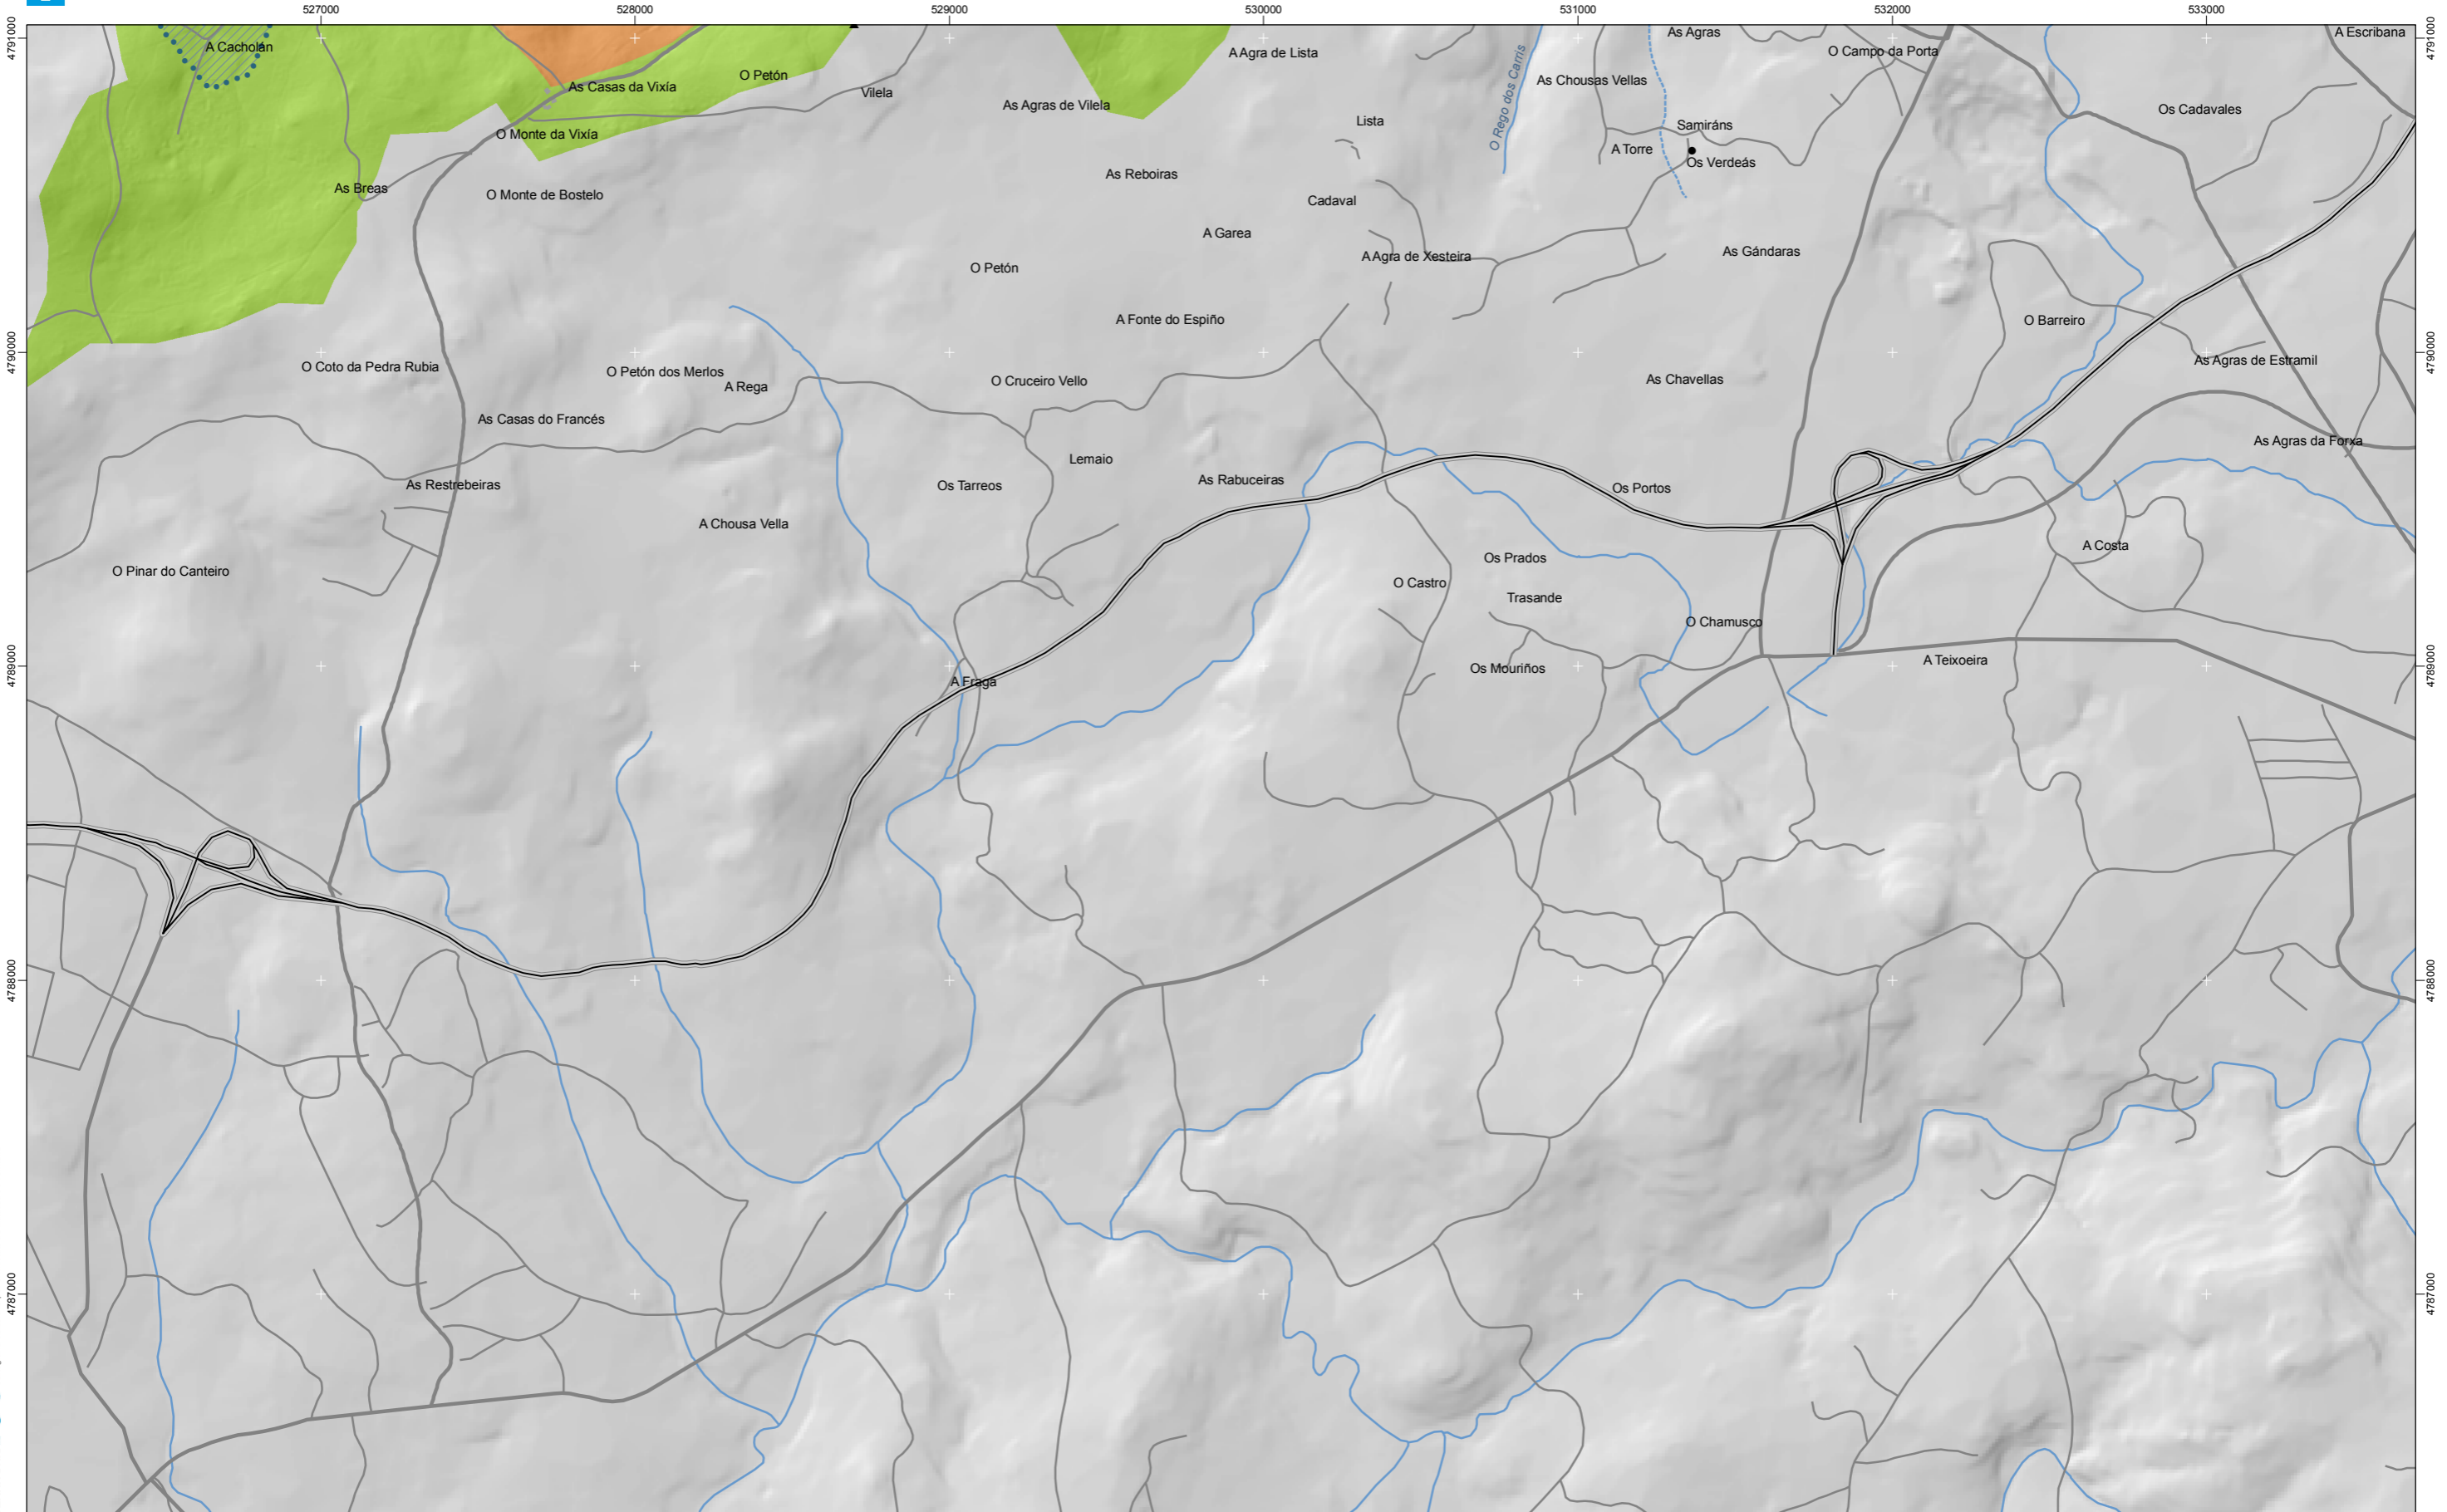 527000 528000 529000 530000 531000 532000 533000
4791000
4791000
A Cacholán
As Casas da Vixía
O Petón
Vilela
A Agra de Lista
O Rego dos Carrís
As Agras
As Chousas Vellas
O Campo da Porta
A Escribana
As Agras de Vilela
Os Cadavales
O Monte da Vixía
Lista
Samiráns
A Torre
Os Verdeás
As Breas
O Monte de Bostelo
As Reboiras
Cadaval
A Garea
A Agra de Xesteira
As Gándaras
O Petón
A Fonte do Espiño
O Barreiro
4790000
4790000
O Coto da Pedra Rubia
O Petón dos Merlos
A Rega
O Cruceiro Vello
As Chavellas
As Agras de Estramil
As Casas do Francés
As Agras da Forxa
Lemaio
As Restrebeiras
Os Tarreos
As Rabuceiras
Os Portos
A Chousa Vella
A Costa
O Pinar do Canteiro
Os Prados
O Castro
Trasande
O Chamusco
4789000
4789000
A Fraga
Os Mouriños
A Teixoeira
4788000
4788000
4787000
4787000